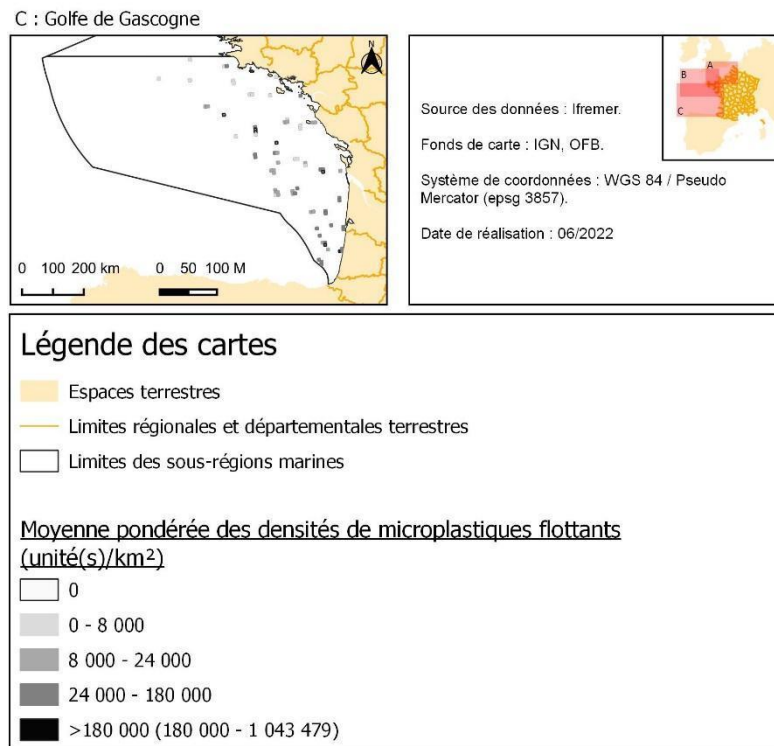 C : Golfe de Gascogne
N
0 100 200 km
0 50 100 M
A
B
C
Source des données : Ifremer.
Fonds de carte : IGN, OFB.
Système de coordonnées : WGS 84 / Pseudo
Mercator (epsg 3857).
Date de réalisation : 06/2022
Légende des cartes
Espaces terrestres
Limites régionales et départementales terrestres
Limites des sous-régions marines
Moyenne pondérée des densités de microplastiques flottants
(unité(s)/km²)
0
0 - 8 000
8 000 - 24 000
24 000 - 180 000
>180 000 (180 000 - 1 043 479)